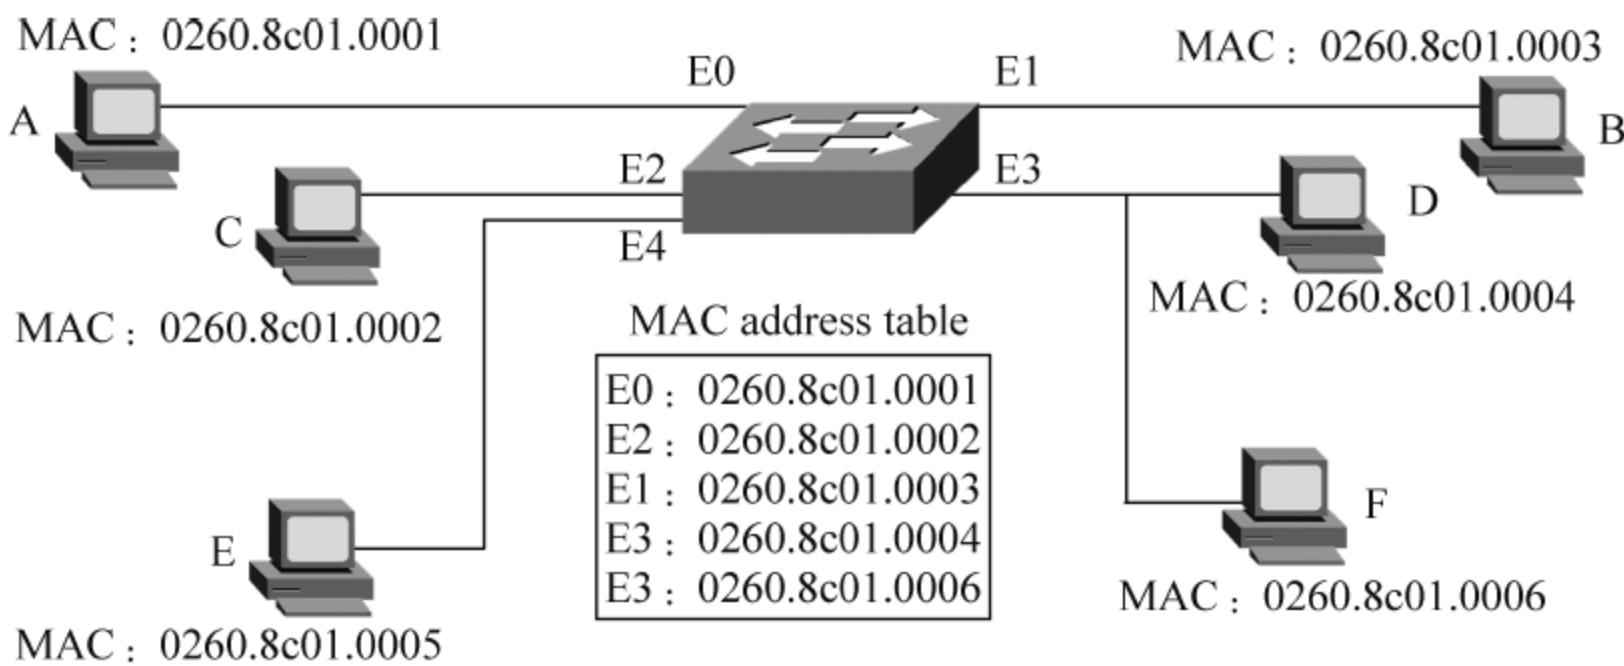 MAC：0260.8c01.0001
MAC：0260.8c01.0003
E0
E1
A
B
E2
E3
C
D
E4
MAC：0260.8c01.0002
MAC：0260.8c01.0004
MAC address table
E0：0260.8c01.0001
E2：0260.8c01.0002
E1：0260.8c01.0003
E3：0260.8c01.0004
E3：0260.8c01.0006
E
F
MAC：0260.8c01.0005
MAC：0260.8c01.0006